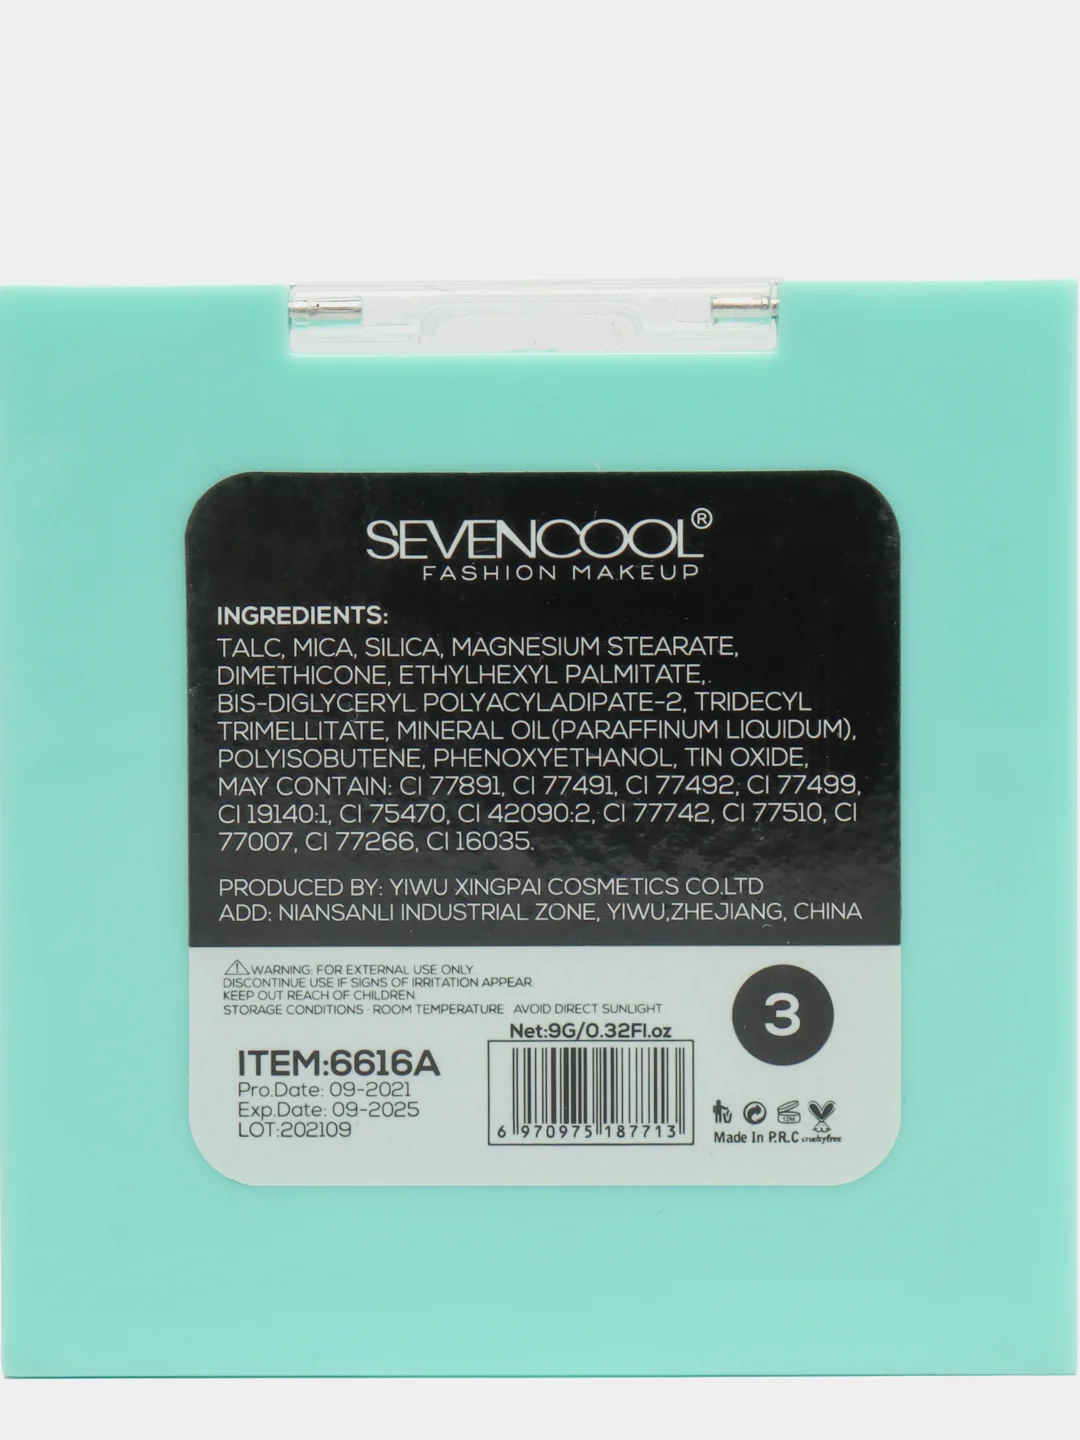 SEVENCOOL®
FASHION MAKEUP
INGREDIENTS:
TALC, MICA, SILICA, MAGNESIUM STEARATE,
DIMETHICONE, ETHYLHEXYL PALMITATE,.
BIS-DIGLYCERYL POLYACYLADIPATE-2, TRIDECYL
TRIMELLITATE, MINERAL OIL(PARAFFINUM LIQUIDUM),
POLYISOBUTENE, PHENOXYETHANOL, TIN OXIDE,
MAY CONTAIN: CI 77891, CI 77491, CI 77492, CI 77499,
CI 19140:1, CI 75470, CI 42090:2, CI 77742, CI 77510, CI
77007, CI 77266, CI 16035.
PRODUCED BY: YIWU XINGPAI COSMETICS CO.LTD
ADD: NIANSANLI INDUSTRIAL ZONE, YIWU,ZHEJIANG, CHINA
WARNING: FOR EXTERNAL USE ONLY.
DISCONTINUE USE IF SIGNS OF IRRITATION APPEAR.
KEEP OUT REACH OF CHILDREN.
STORAGE CONDITIONS · ROOM TEMPERATURE AVOID DIRECT SUNLIGHT
3
Net:9G/0.32Fl.oz
ITEM:6616A
Pro.Date: 09-2021
Exp.Date: 09-2025
LOT:202109
6 970975 187713
12M
Made In P.R.C crueltyfree